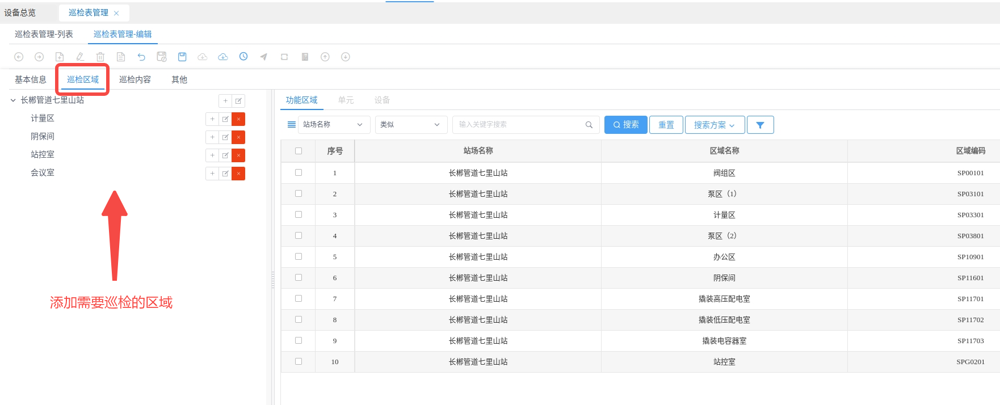 设备总览
巡检表管理 ×
巡检表管理-列表 巡检表管理-编辑
基本信息 巡检区域 巡检内容 其他
长郴管道七里山站
计量区
阴保间
站控室
会议室
添加需要巡检的区域
功能区域 单元 设备
站场名称 类似 输入关键字搜索 搜索 重置 搜索方案
序号 站场名称 区域名称 区域编码
1 长郴管道七里山站 阀组区 SP00101
2 长郴管道七里山站 泵区（1） SP03101
3 长郴管道七里山站 计量区 SP03301
4 长郴管道七里山站 泵区（2） SP03801
5 长郴管道七里山站 办公区 SP10901
6 长郴管道七里山站 阴保间 SP11601
7 长郴管道七里山站 撬装高压配电室 SP11701
8 长郴管道七里山站 撬装低压配电室 SP11702
9 长郴管道七里山站 撬装电容器室 SP11703
10 长郴管道七里山站 站控室 SPG0201